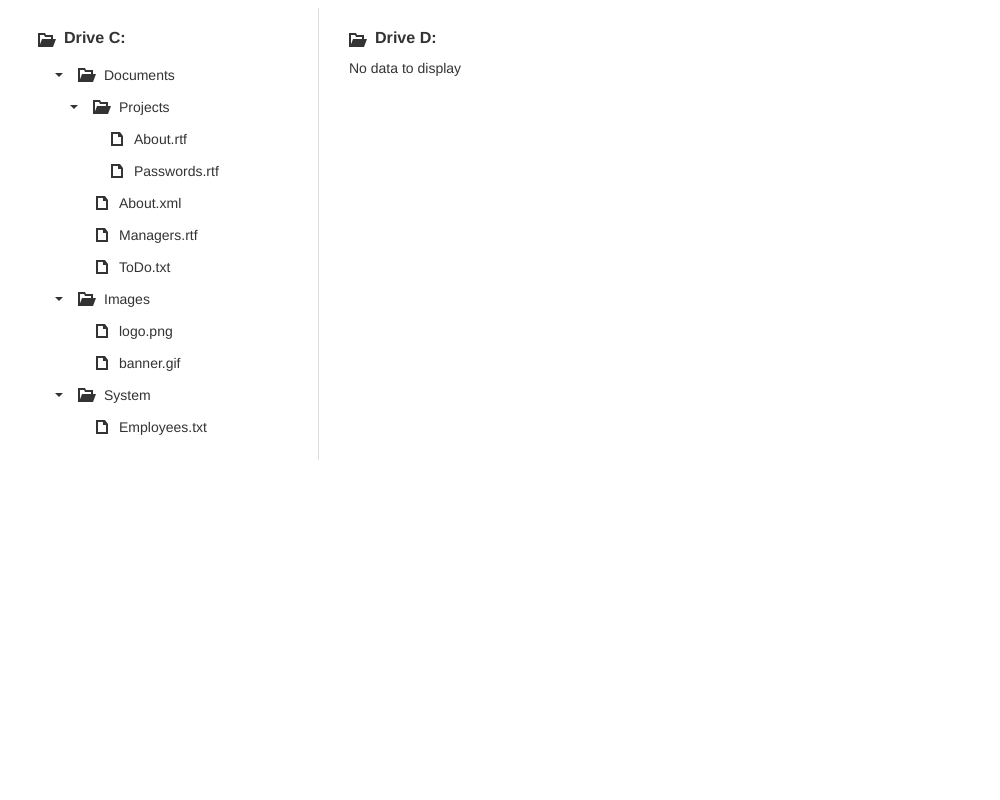 Drive C:
Documents
Projects
About.rtf
Passwords.rtf
About.xml
Managers.rtf
ToDo.txt
Images
logo.png
banner.gif
System
Employees.txt
Drive D:
No data to display